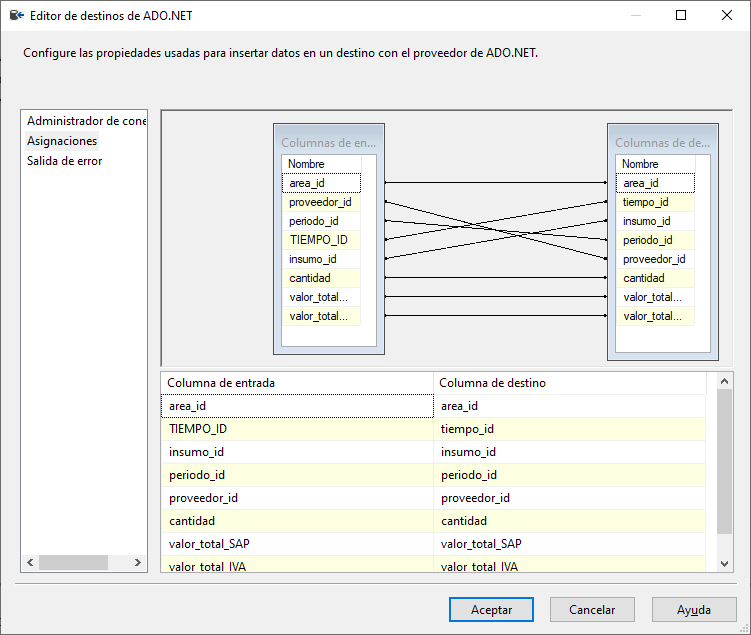 Editor de destinos de ADO.NET
Configure las propiedades usadas para insertar datos en un destino con el proveedor de ADO.NET.
Administrador de cone
Asignaciones
Salida de error
Columnas de en...
Nombre
area_id
proveedor_id
periodo_id
TIEMPO_ID
insumo_id
cantidad
valor_total...
valor_total...
Columnas de de...
Nombre
area_id
tiempo_id
insumo_id
periodo_id
proveedor_id
cantidad
valor_total...
valor_total...
Columna de entrada Columna de destino
area_id area_id
TIEMPO_ID tiempo_id
insumo_id insumo_id
periodo_id periodo_id
proveedor_id proveedor_id
cantidad cantidad
valor_total_SAP valor_total_SAP
valor_total_IVA valor_total_IVA
Aceptar Cancelar Ayuda